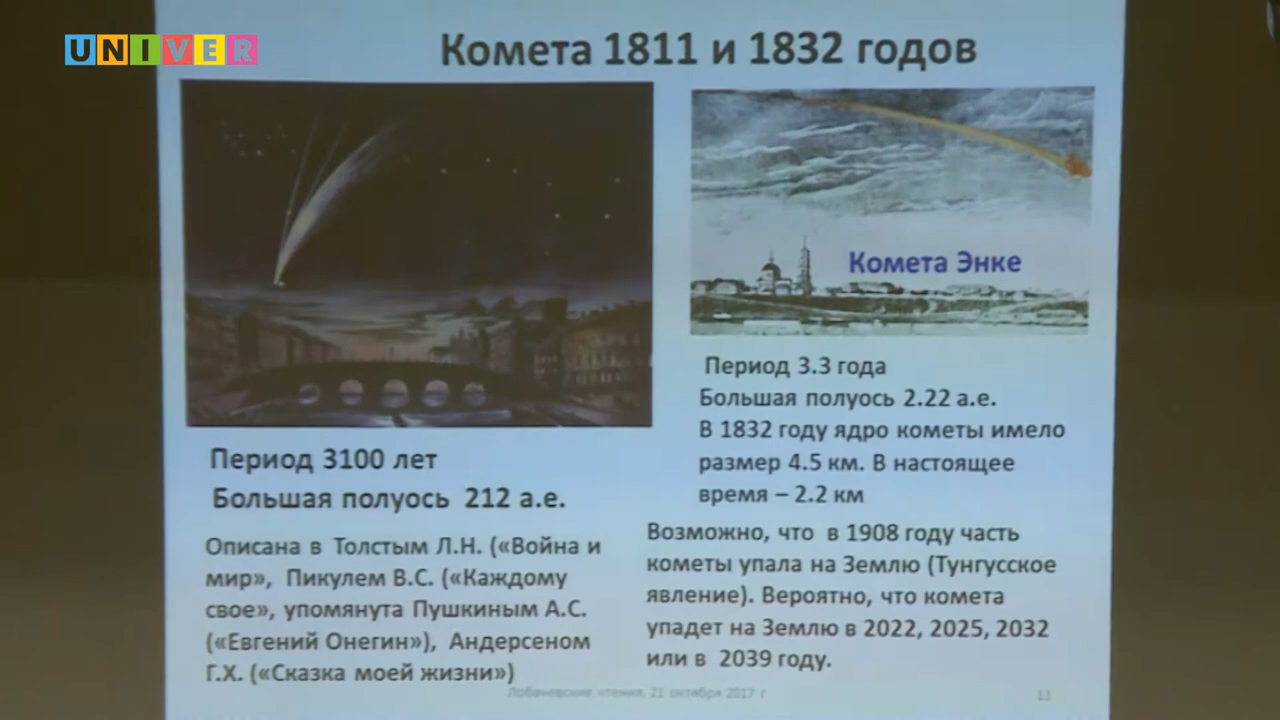 UNIVER
Комета 1811 и 1832 годов
Комета Энке
Период 3100 лет
Большая полуось 212 а.е.
Описана в Толстым Л.Н. («Война и
мир», Пикулем В.С. («Каждому
свое», упомянута Пушкиным А.С.
(«Евгений Онегин»), Андерсеном
Г.Х. («Сказка моей жизни»)
Период 3.3 года
Большая полуось 2.22 а.е.
В 1832 году ядро кометы имело
размер 4.5 км. В настоящее
время – 2.2 км
Возможно, что в 1908 году часть
кометы упала на Землю (Тунгусское
явление). Вероятно, что комета
упадет на Землю в 2022, 2025, 2032
или в 2039 году.
Лобачевские чтения, 21 октября 2017 г
13